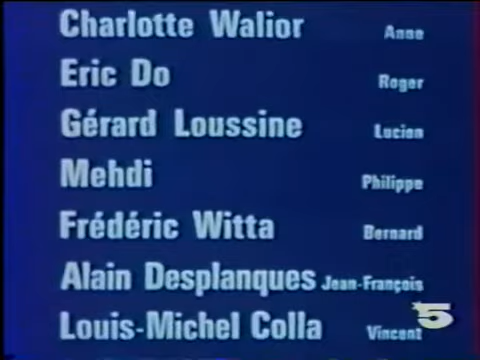 Charlotte Walior Anne
Eric Do Roger
Gérard Loussine Lucien
Mehdi Philippe
Frédéric Witta Bernard
Alain Desplanques Jean-François
Louis-Michel Colla Vincent
5